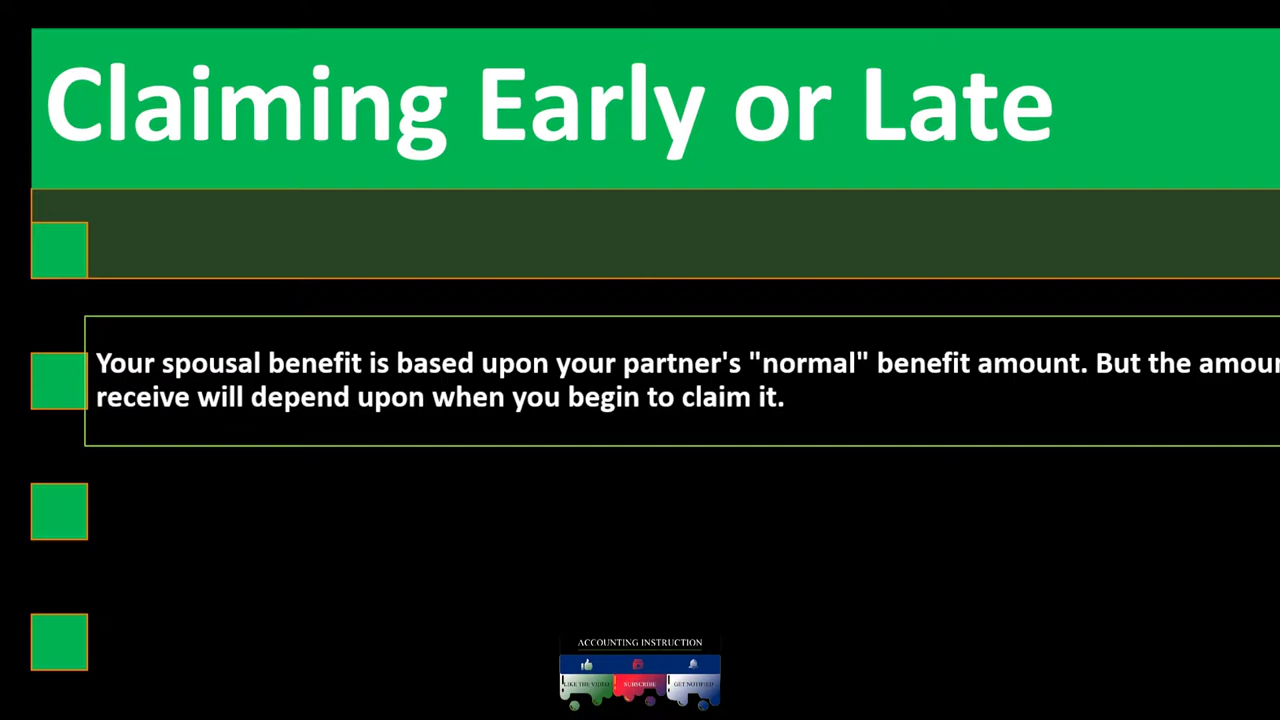 Claiming Early or Late
Your spousal benefit is based upon your partner's "normal" benefit amount. But the amoun
receive will depend upon when you begin to claim it.
ACCOUNTING INSTRUCTION
LIKE THE VIDEO SUBSCRIBE GET NOTIFIED